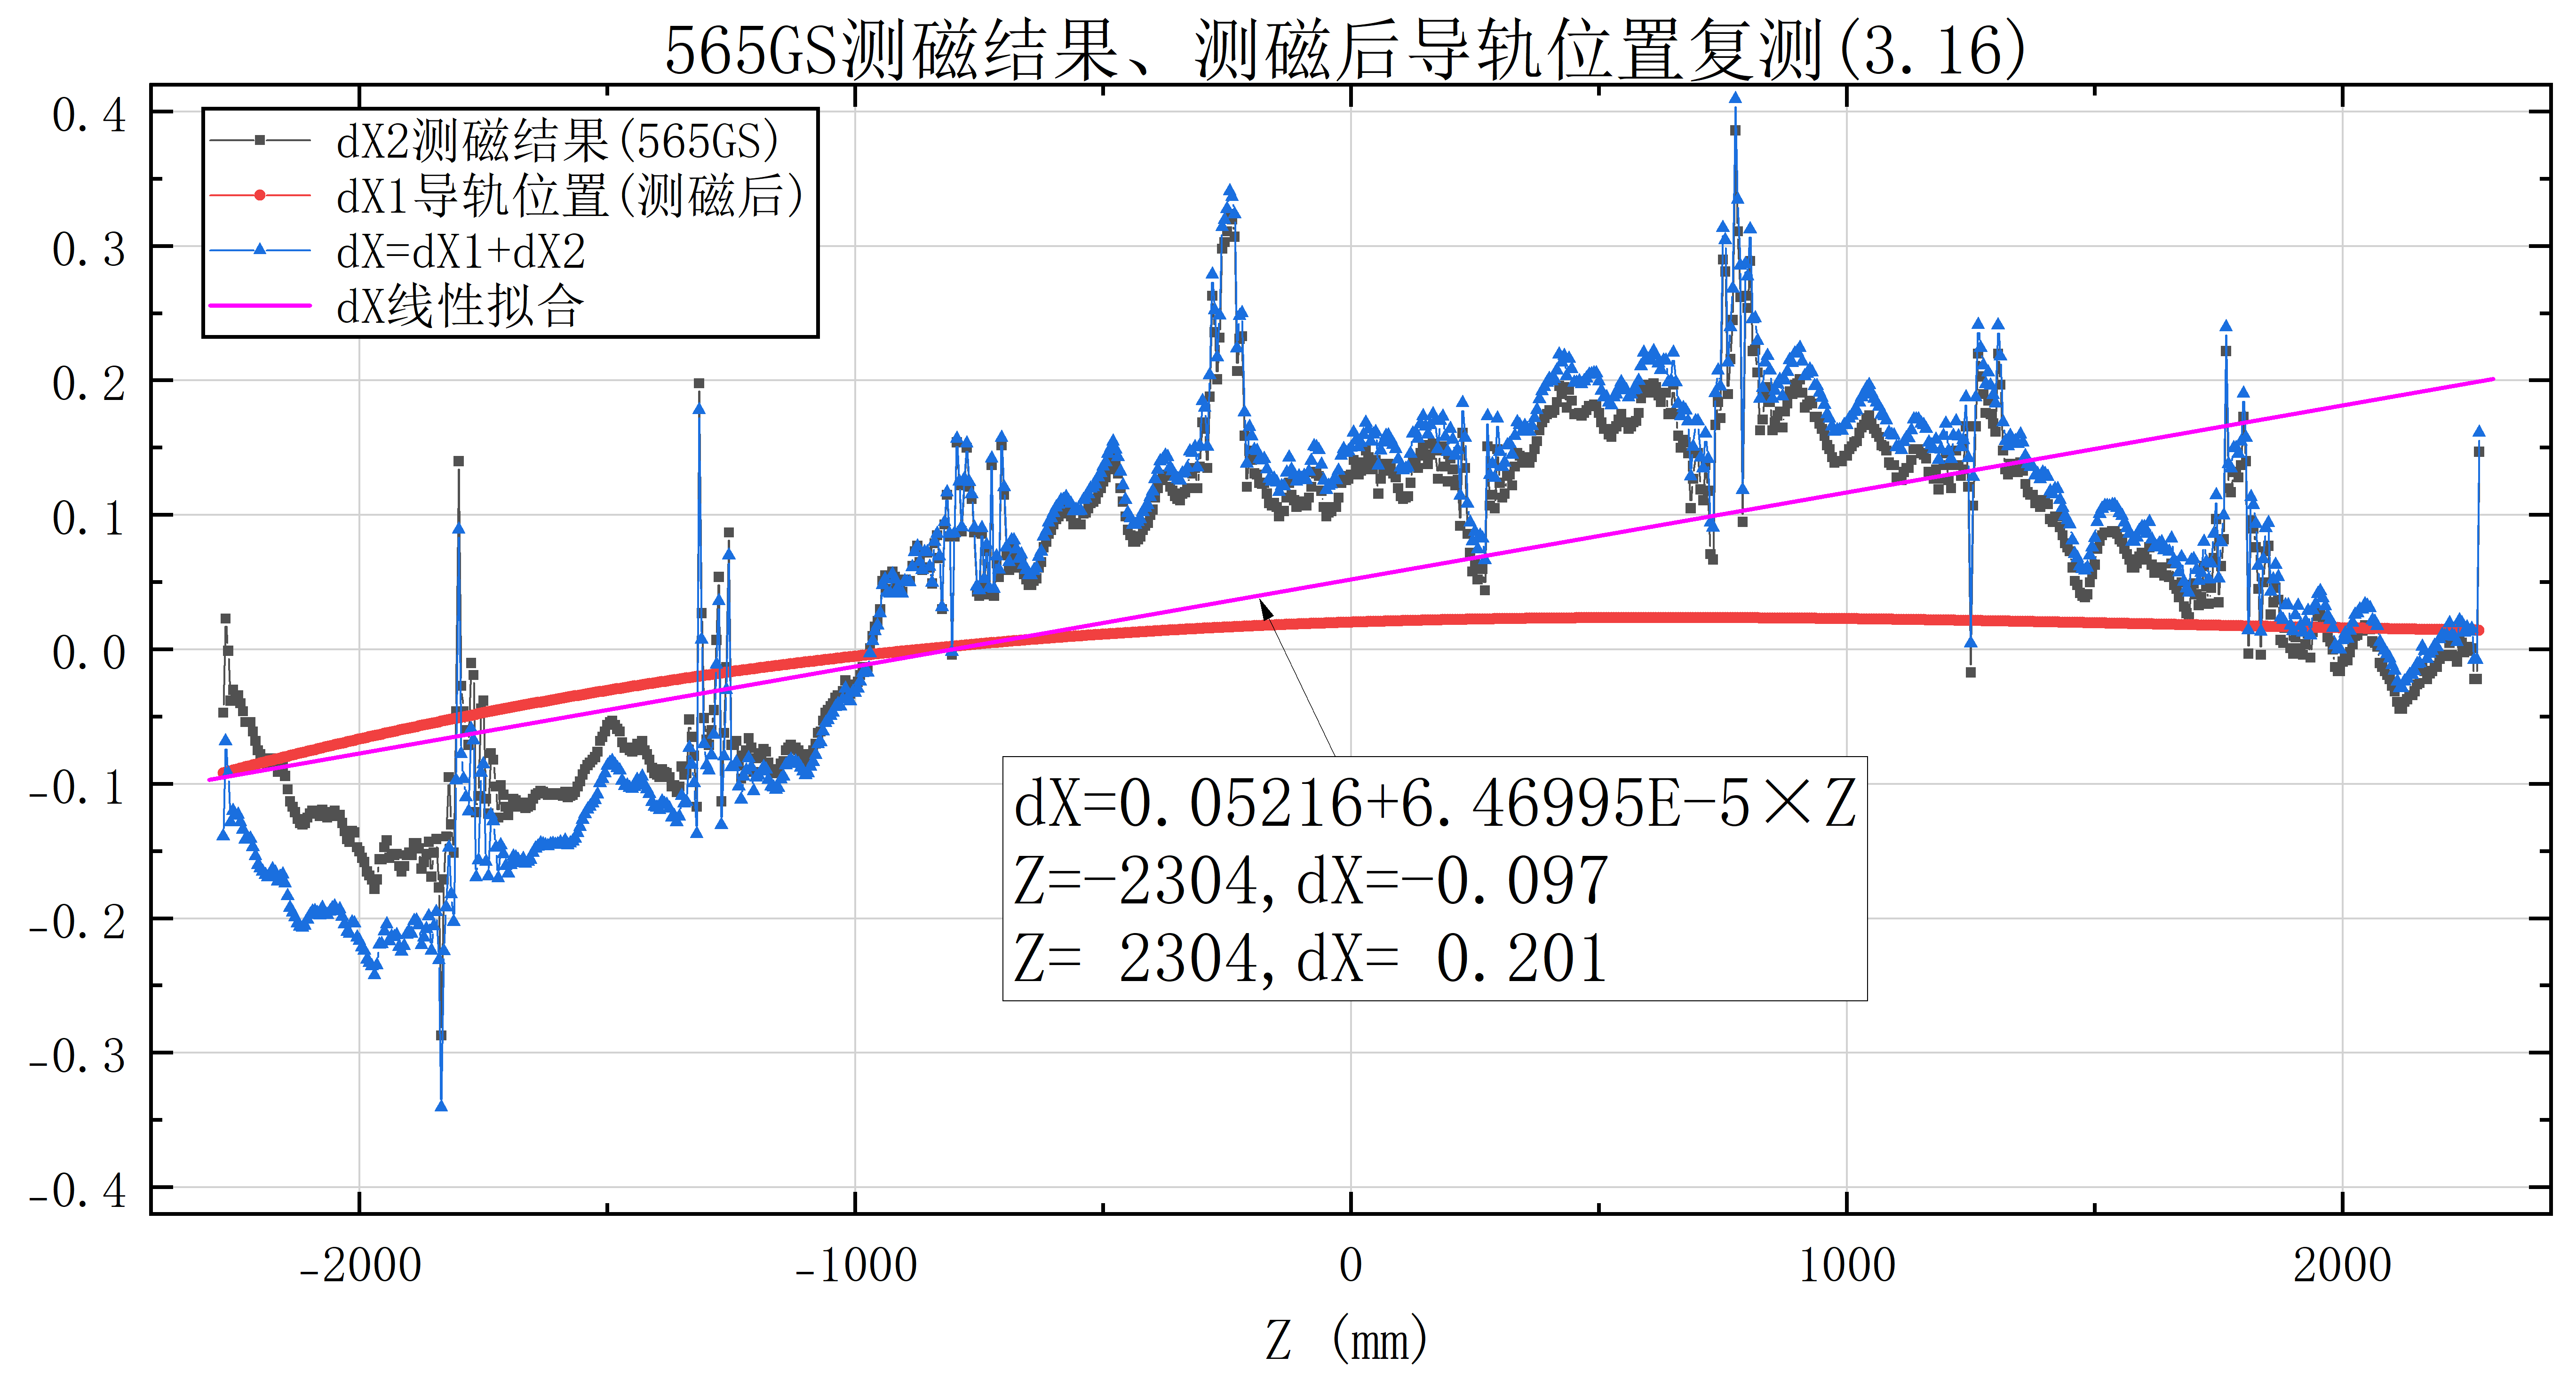 565GS测磁结果、测磁后导轨位置复测(3.16)
dX2测磁结果(565GS)
dX1导轨位置(测磁后)
dX=dX1+dX2
dX线性拟合
0.4
0.3
0.2
0.1
0.0
-0.1
-0.2
-0.3
-0.4
dX=0.05216+6.46995E-5×Z
Z=-2304,dX=-0.097
Z= 2304,dX= 0.201
-2000
-1000
0
1000
2000
Z (mm)